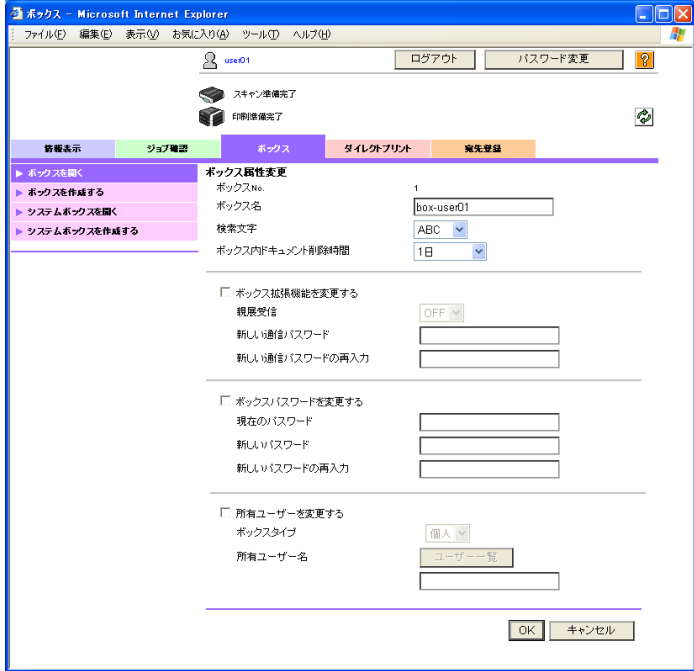 ボックス - Microsoft Internet Explorer
ファイル(F) 編集(E) 表示(V) お気に入り(A) ツール(T) ヘルプ(H)
user01 ログアウト パスワード変更 ?
スキャン準備完了
印刷準備完了
情報表示 ジョブ確認 ボックス ダイレクトプリント 宛先登録
ボックスを開く
ボックスを作成する
システムボックスを開く
システムボックスを作成する
ボックス属性変更
ボックスNo. 1
ボックス名 box-user01
検索文字 ABC
ボックス内ドキュメント削除時間 1日
ボックス拡張機能を変更する
親展受信 OFF
新しい通信パスワード
新しい通信パスワードの再入力
ボックスパスワードを変更する
現在のパスワード
新しいパスワード
新しいパスワードの再入力
所有ユーザーを変更する
ボックスタイプ 個人
所有ユーザー名 ユーザー一覧
OK キャンセル